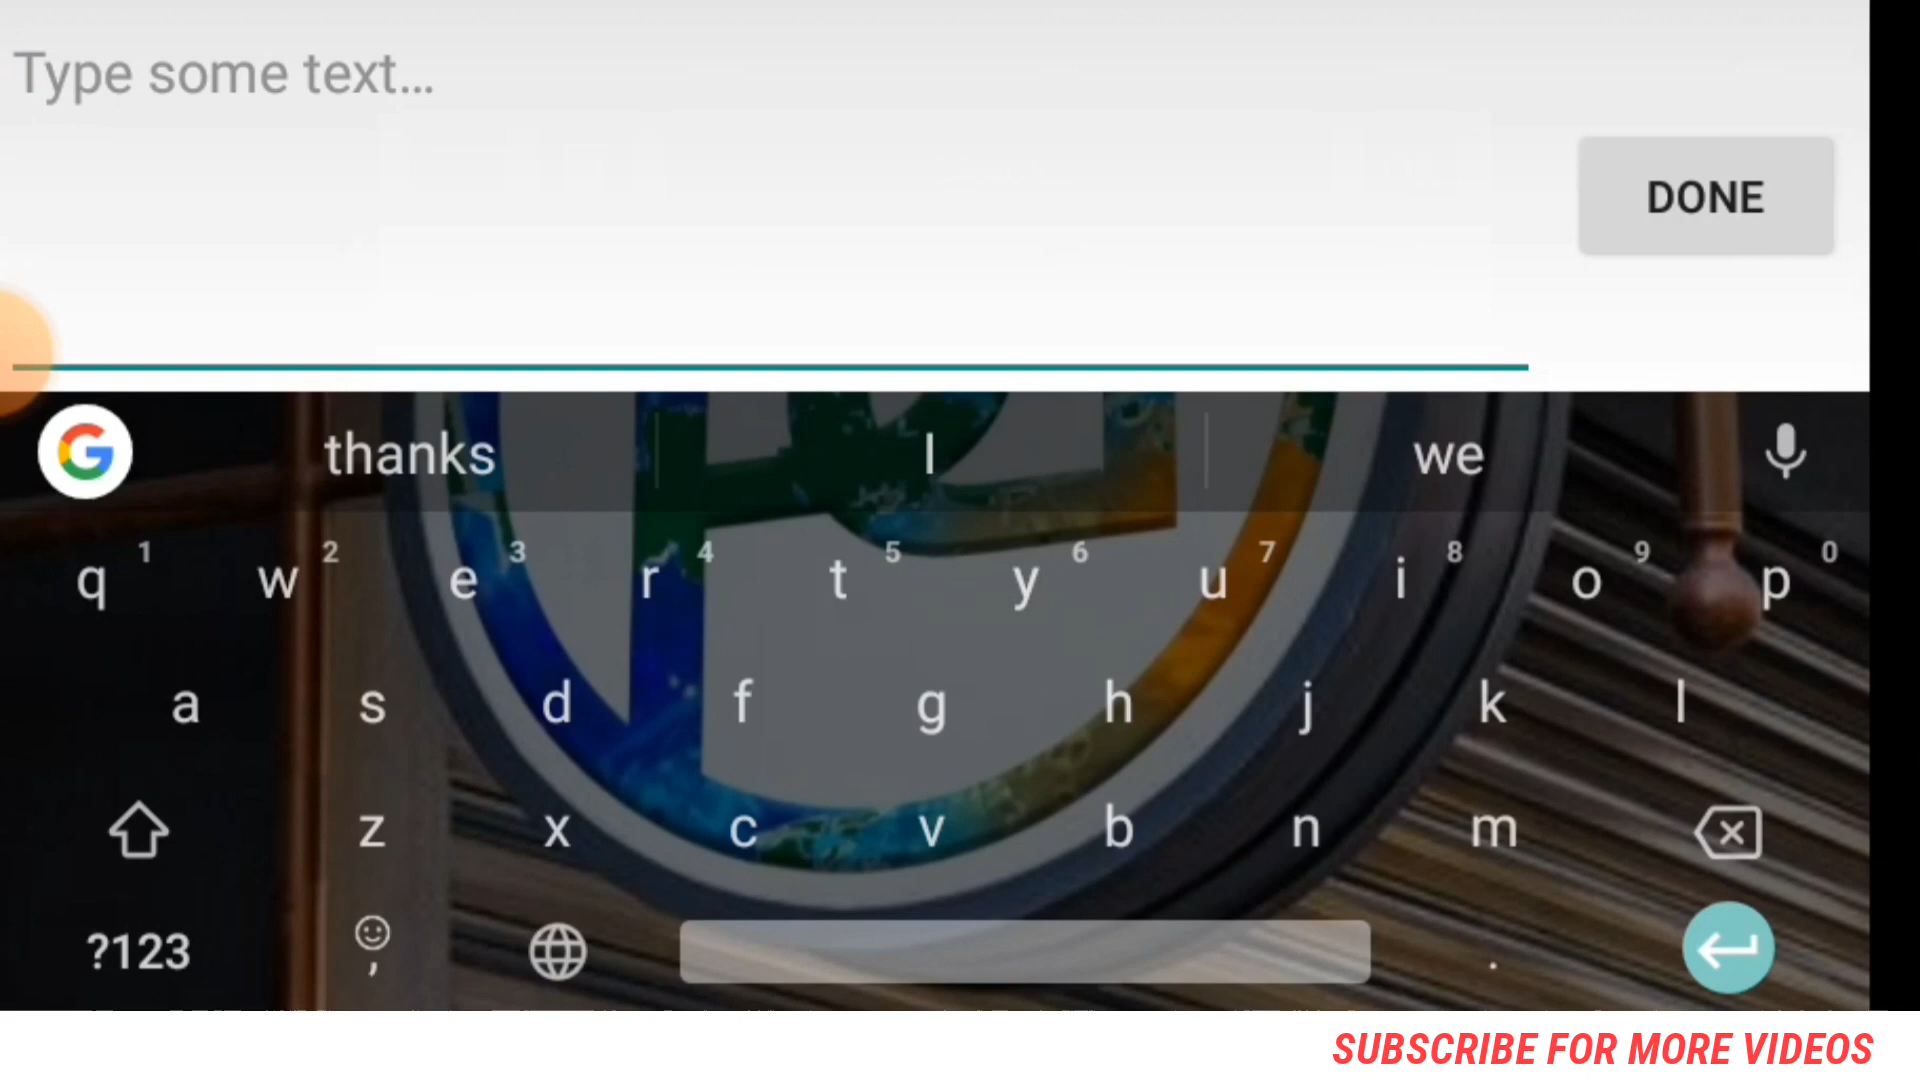 Type some text...
DONE
thanks I we
1 2 3 4 5 6 7 8 9 0
q w e r t y u i o p
a s d f g h j k l
z x c v b n m
?123 , .
SUBSCRIBE FOR MORE VIDEOS